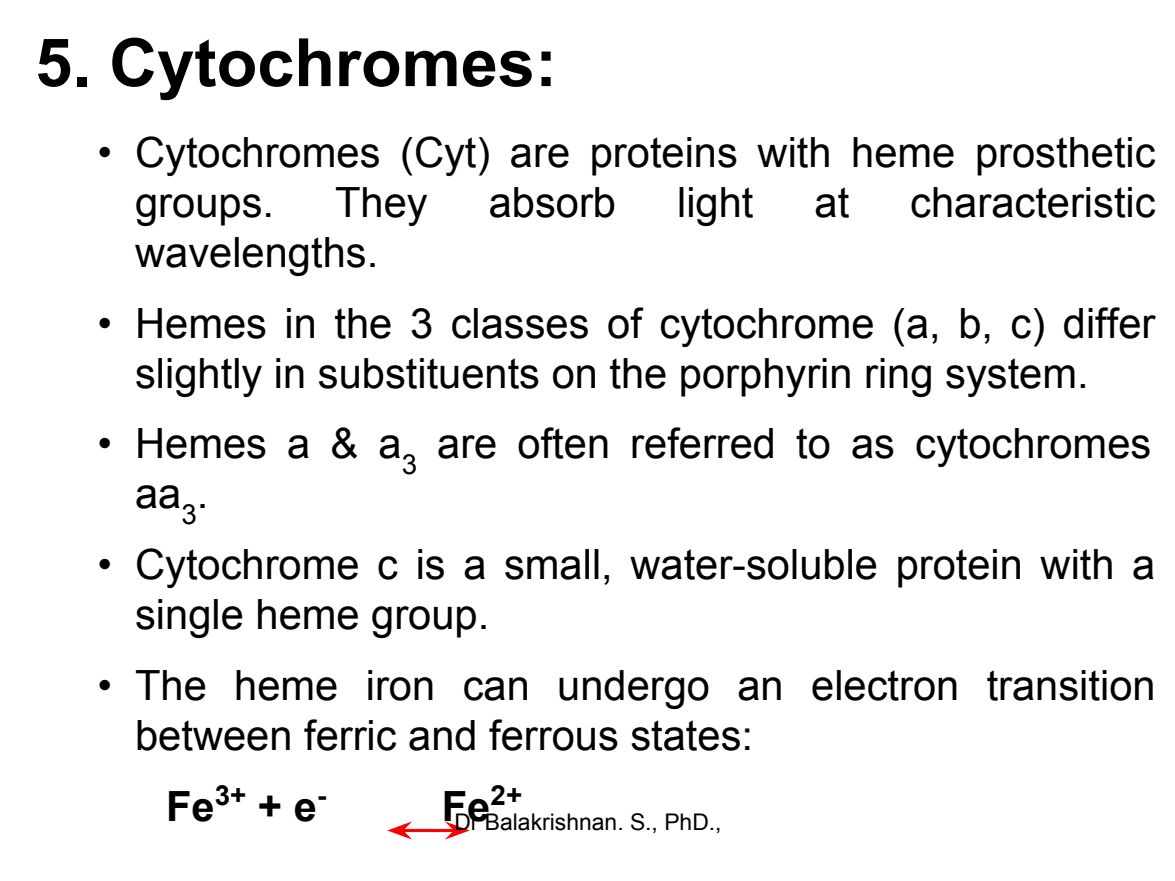 5. Cytochromes:
• Cytochromes (Cyt) are proteins with heme prosthetic
groups. They absorb light at characteristic
wavelengths.
• Hemes in the 3 classes of cytochrome (a, b, c) differ
slightly in substituents on the porphyrin ring system.
• Hemes a & a₃ are often referred to as cytochromes
aa₃.
• Cytochrome c is a small, water-soluble protein with a
single heme group.
• The heme iron can undergo an electron transition
between ferric and ferrous states:
Fe³⁺ + e⁻ ↔ Fe²⁺
Dr Balakrishnan. S., PhD.,